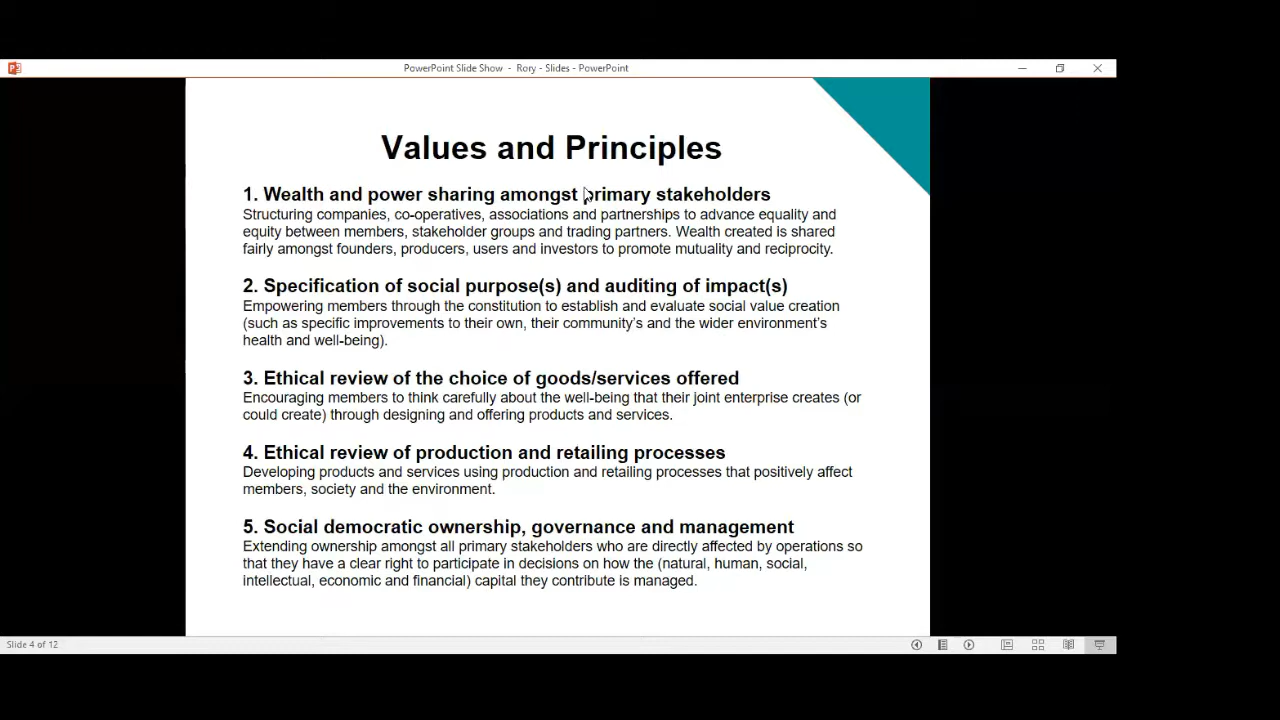 PowerPoint Slide Show - Rory - Slides - PowerPoint
Values and Principles
1. Wealth and power sharing amongst primary stakeholders
Structuring companies, co-operatives, associations and partnerships to advance equality and
equity between members, stakeholder groups and trading partners. Wealth created is shared
fairly amongst founders, producers, users and investors to promote mutuality and reciprocity.
2. Specification of social purpose(s) and auditing of impact(s)
Empowering members through the constitution to establish and evaluate social value creation
(such as specific improvements to their own, their community's and the wider environment's
health and well-being).
3. Ethical review of the choice of goods/services offered
Encouraging members to think carefully about the well-being that their joint enterprise creates (or
could create) through designing and offering products and services.
4. Ethical review of production and retailing processes
Developing products and services using production and retailing processes that positively affect
members, society and the environment.
5. Social democratic ownership, governance and management
Extending ownership amongst all primary stakeholders who are directly affected by operations so
that they have a clear right to participate in decisions on how the (natural, human, social,
intellectual, economic and financial) capital they contribute is managed.
Slide 4 of 12